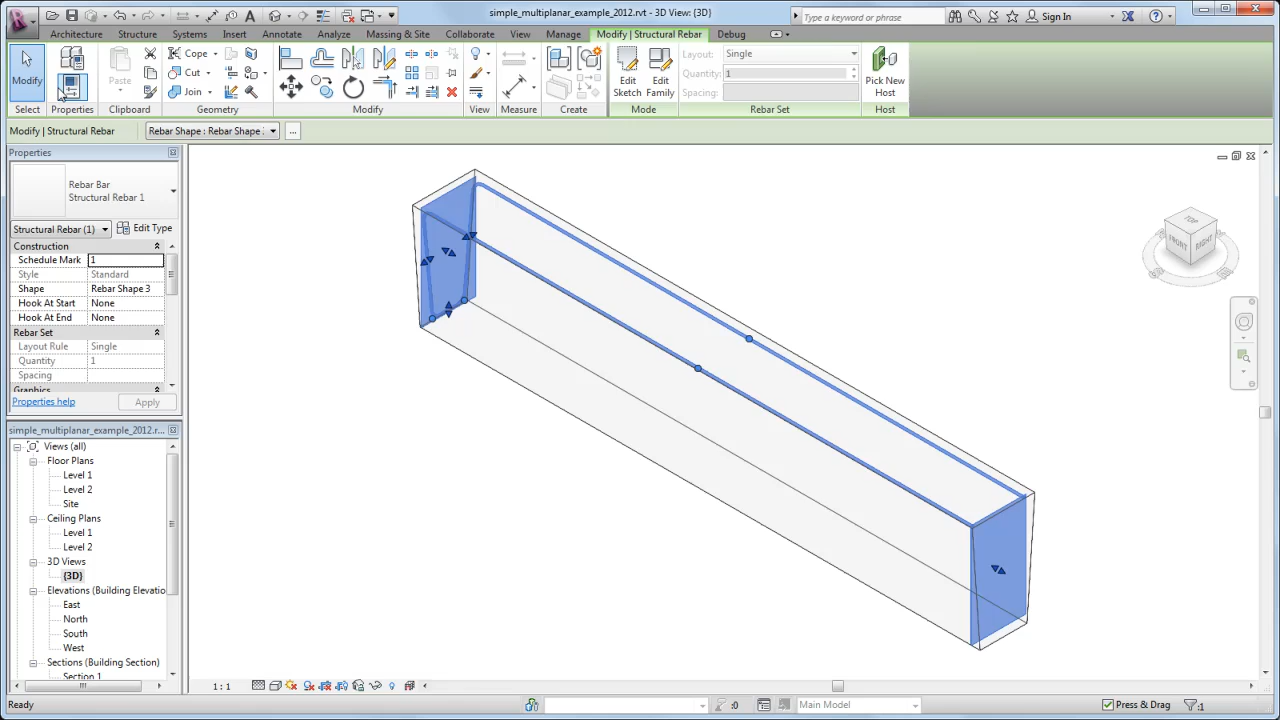 simple_multiplanar_example_2012.rvt - 3D View: {3D}
Type a keyword or phrase
Sign In
Architecture
Structure
Systems
Insert
Annotate
Analyze
Massing & Site
Collaborate
View
Manage
Modify | Structural Rebar
Debug
Modify
Paste
Cope
Cut
Join
Edit Sketch
Edit Family
Layout:
Single
Quantity:
1
Spacing:
Pick New Host
Select
Properties
Clipboard
Geometry
Modify
View
Measure
Create
Mode
Rebar Set
Host
Modify | Structural Rebar
Rebar Shape : Rebar Shape
...
Properties
Rebar Bar
Structural Rebar 1
Structural Rebar (1)
Edit Type
Construction
Schedule Mark
1
Style
Standard
Shape
Rebar Shape 3
Hook At Start
None
Hook At End
None
Rebar Set
Layout Rule
Single
Quantity
1
Spacing
Graphics
Properties help
Apply
simple_multiplanar_example_2012.r...
Views (all)
Floor Plans
Level 1
Level 2
Site
Ceiling Plans
Level 1
Level 2
3D Views
{3D}
Elevations (Building Elevatio
East
North
South
West
Sections (Building Section)
Section 1
TOP
FRONT
RIGHT
1 : 1
Ready
:0
Main Model
Press & Drag
:1